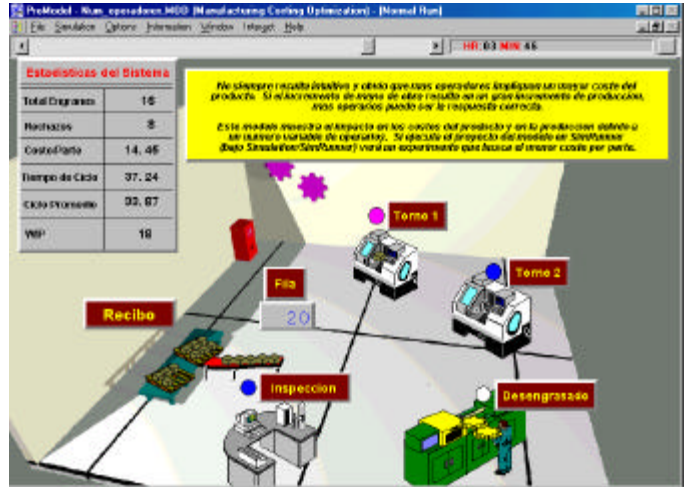 ProModel - Num_operadores.MOD (Manufacturing Costing Optimization) - [Normal Run]
File Simulation Options Information Window Interact Help
HR:03 MIN:46
Estadisticas del Sistema
Total Engranes 16
Rechazos 8
Costo/Parte 14.45
Tiempo de Ciclo 37.24
Ciclo Promedio 33.87
WIP 18
No siempre resulta intuitivo y obvio que mas operadores impliquen un mayor coste del
producto. Si el incremento de mano de obra resulta en un gran incremento de produccion,
mas operarios puede ser la respuesta correcta.
Este modelo muestra el impacto en los costos del producto y en la produccion debido a
un numero variable de operarios. Si ejecuta el proyecto del modelo en SimRunner
(bajo Simulation/SimRunner) vera un experimento que busca el menor coste por parte.
Torno 1
Torno 2
Fila
20
Recibo
Inspeccion
Desengrasado